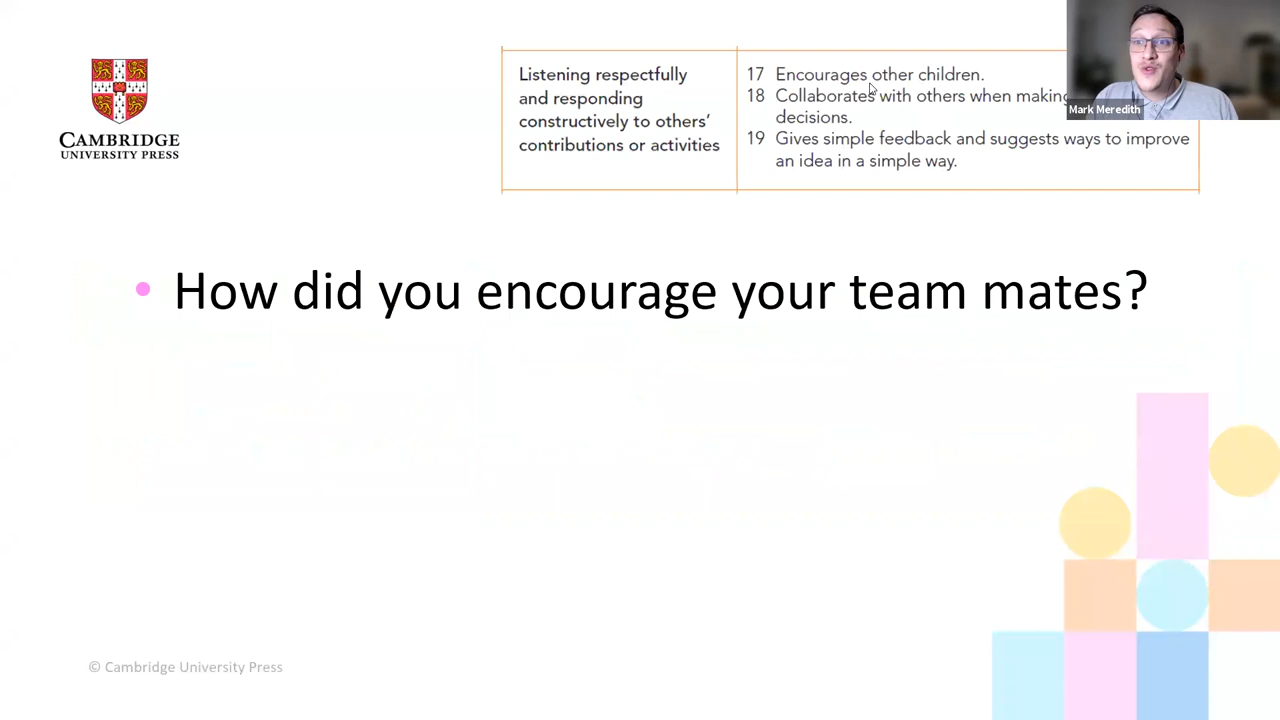 CAMBRIDGE
UNIVERSITY PRESS
Listening respectfully
and responding
constructively to others'
contributions or activities
17 Encourages other children.
18 Collaborates with others when making
decisions.
19 Gives simple feedback and suggests ways to improve
an idea in a simple way.
Mark Meredith
• How did you encourage your team mates?
© Cambridge University Press